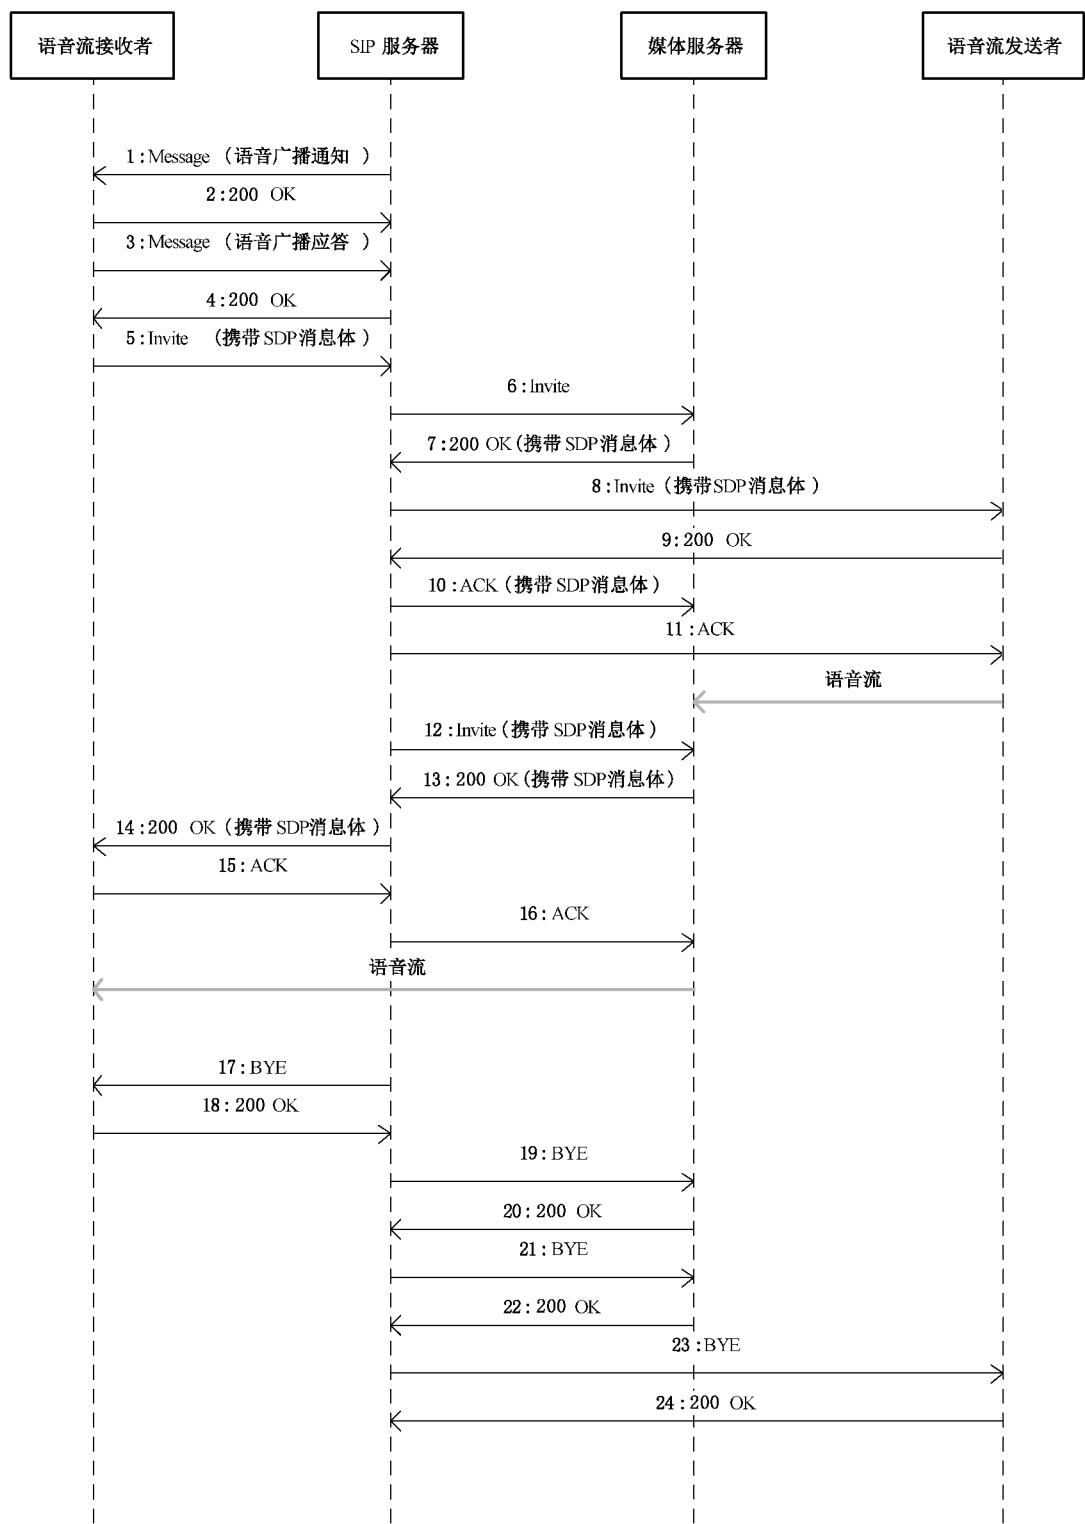 语音流接收者
SIP 服务器
媒体服务器
语音流发送者
1:Message （语音广播通知 ）
2:200 OK
3:Message （语音广播应答 ）
4:200 OK
5:Invite （携带SDP消息体 ）
6:Invite
7:200 OK（携带 SDP消息体 ）
8:Invite（携带SDP消息体 ）
9:200 OK
10:ACK（携带 SDP消息体）
11:ACK
语音流
12:Invite（携带 SDP消息体）
13:200 OK（携带 SDP消息体）
14:200 OK（携带 SDP消息体 ）
15:ACK
16:ACK
语音流
17:BYE
18:200 OK
19:BYE
20:200 OK
21:BYE
22:200 OK
23:BYE
24:200 OK